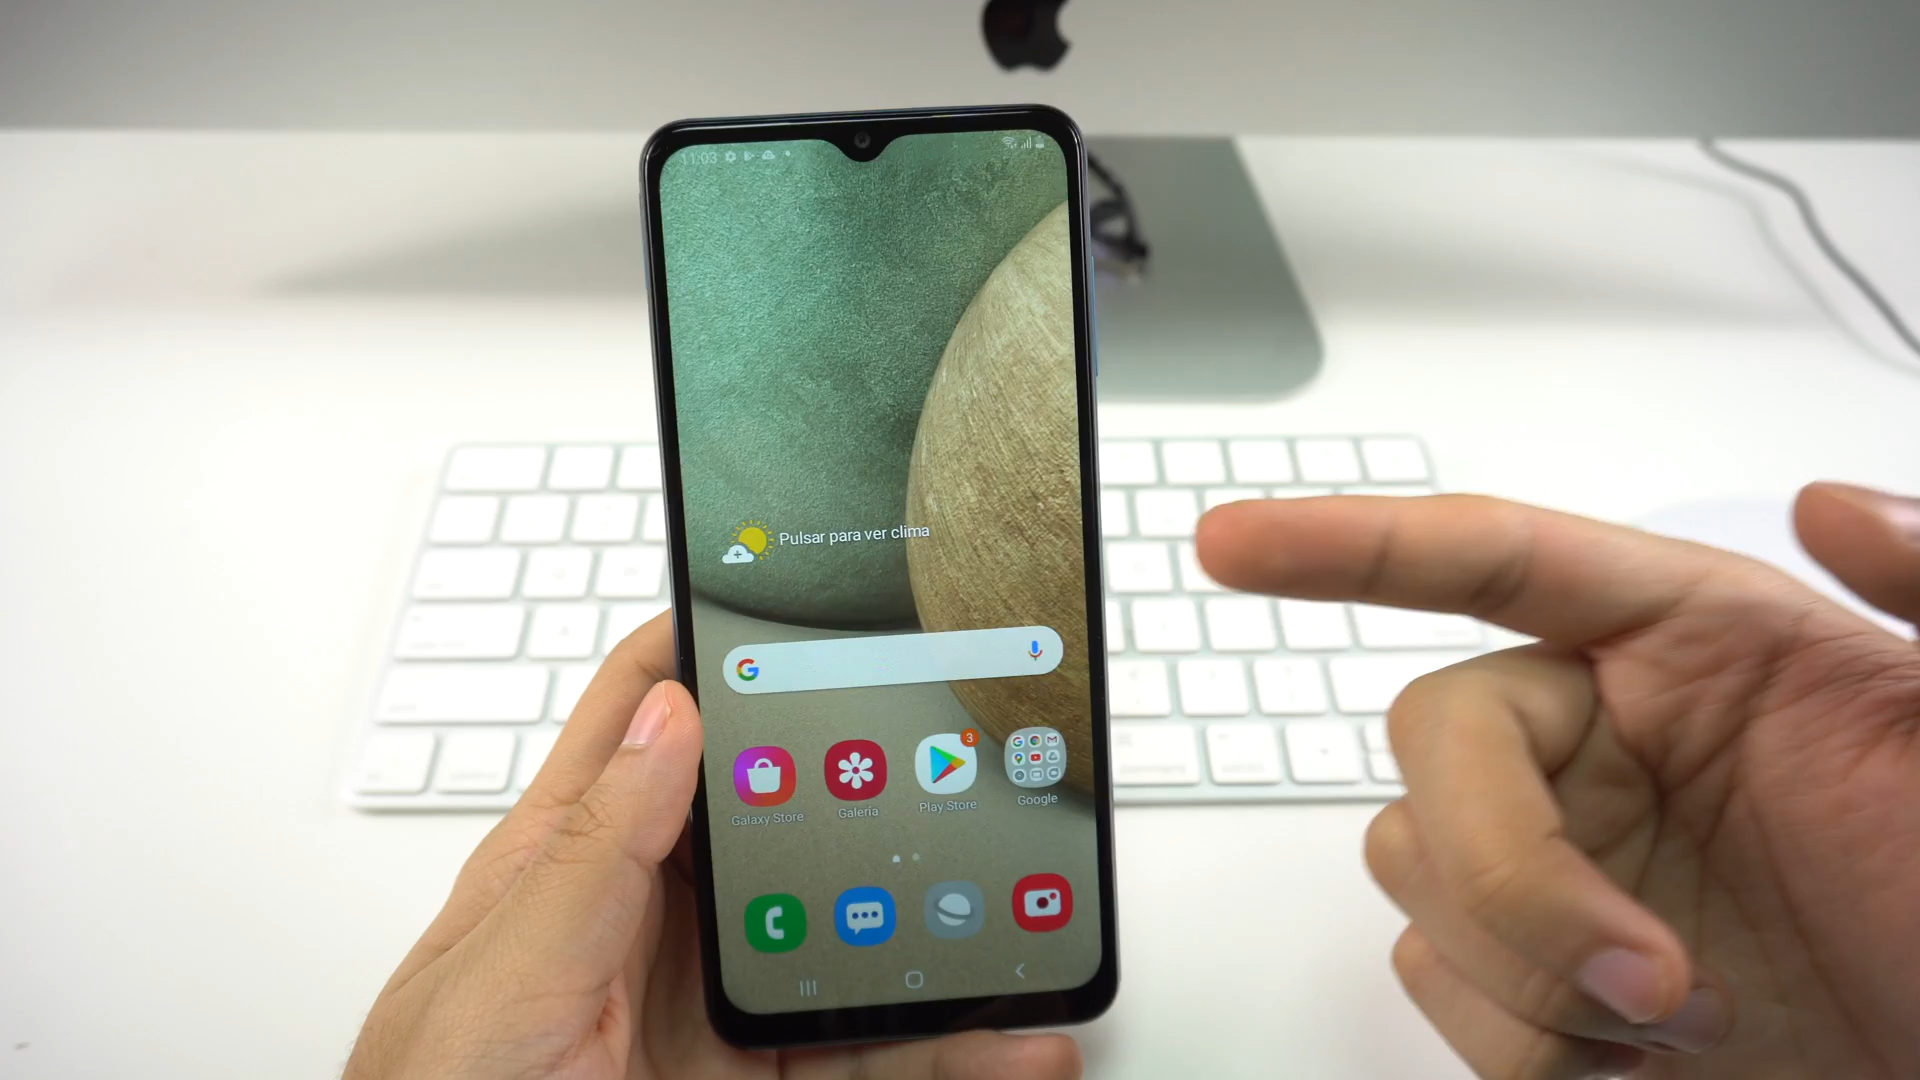 11:03
Pulsar para ver clima
3
Galaxy Store
Galería
Play Store
Google